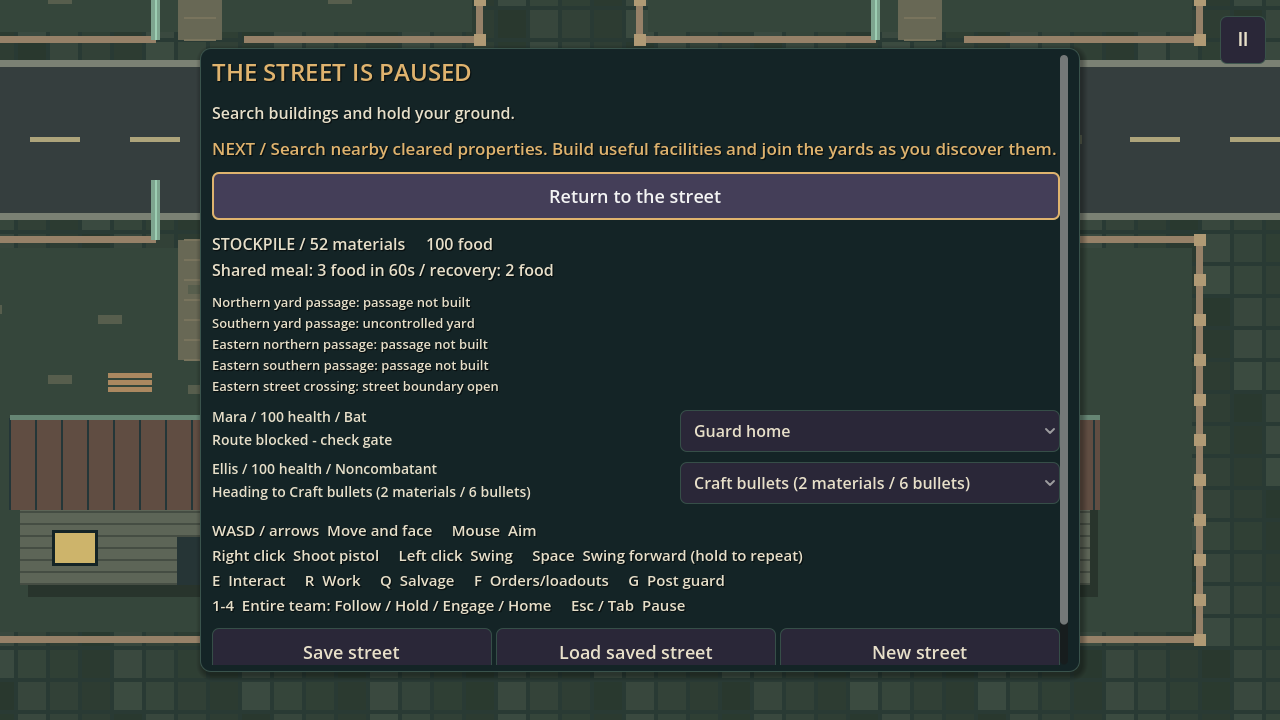 THE STREET IS PAUSED
Search buildings and hold your ground.
NEXT / Search nearby cleared properties. Build useful facilities and join the yards as you discover them.
Return to the street
STOCKPILE / 52 materials 100 food
Shared meal: 3 food in 60s / recovery: 2 food
Northern yard passage: passage not built
Southern yard passage: uncontrolled yard
Eastern northern passage: passage not built
Eastern southern passage: passage not built
Eastern street crossing: street boundary open
Mara / 100 health / Bat
Route blocked - check gate
Guard home
Ellis / 100 health / Noncombatant
Heading to Craft bullets (2 materials / 6 bullets)
Craft bullets (2 materials / 6 bullets)
WASD / arrows Move and face Mouse Aim
Right click Shoot pistol Left click Swing Space Swing forward (hold to repeat)
E Interact R Work Q Salvage F Orders/loadouts G Post guard
1-4 Entire team: Follow / Hold / Engage / Home Esc / Tab Pause
Save street
Load saved street
New street